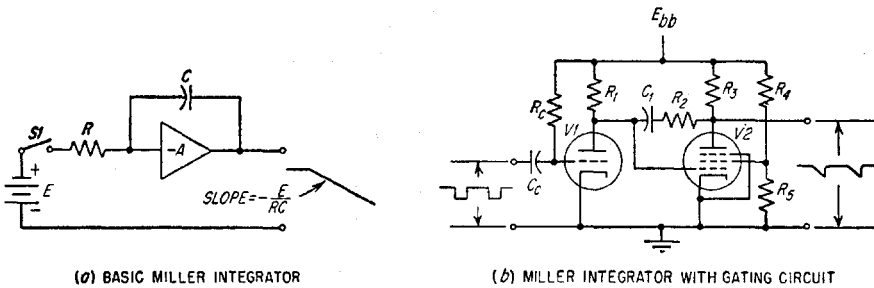 E_bb
C
R_C
R_1
C_1
R_2
R_3
R_4
S1
R
V1
V2
-A
+
E
-
C_C
R_5
SLOPE = - E/RC
(a) BASIC MILLER INTEGRATOR
(b) MILLER INTEGRATOR WITH GATING CIRCUIT